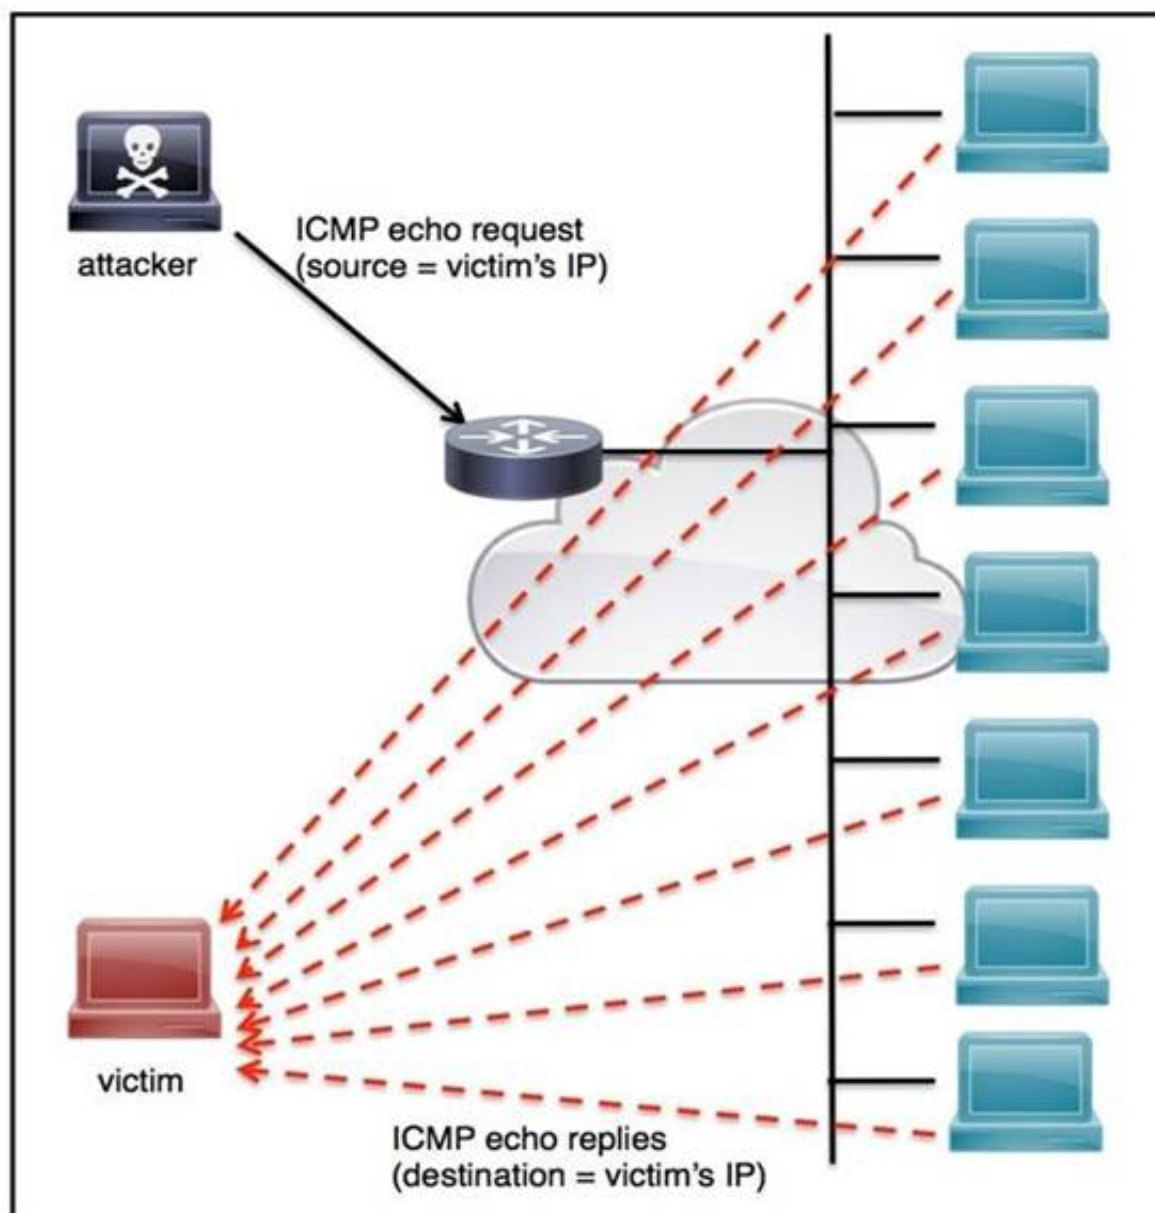 attacker
ICMP echo request
(source = victim's IP)
victim
ICMP echo replies
(destination = victim's IP)